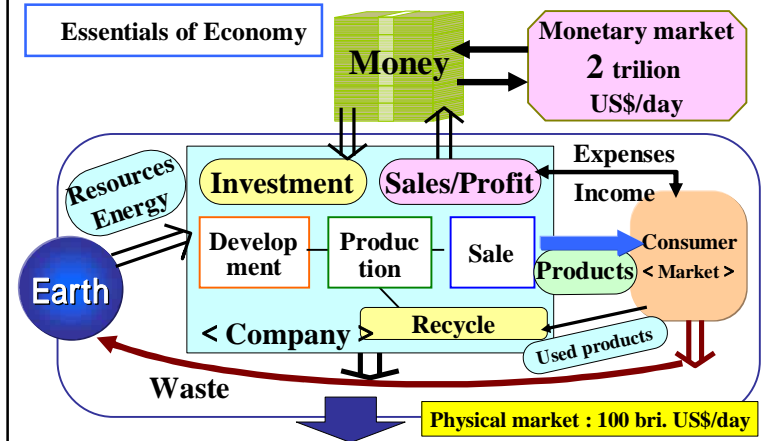 Essentials of Economy
Money
Monetary market
2 trilion
US$/day
Resources
Energy
Investment
Sales/Profit
Expenses
Income
Develop
ment
Produc
tion
Sale
Consumer
< Market >
Products
Earth
< Company >
Recycle
Used products
Waste
Physical market : 100 bri. US$/day